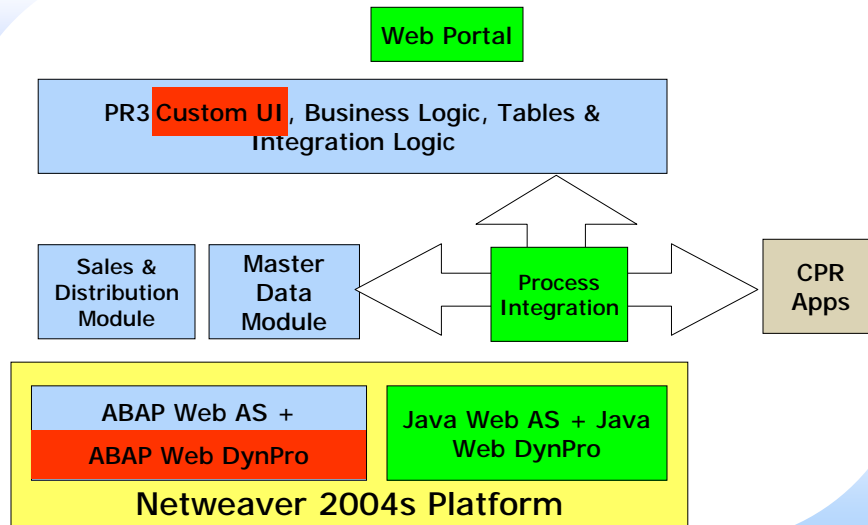 Web Portal
PR3 Custom UI, Business Logic, Tables &
Integration Logic
Sales &
Distribution
Module
Master
Data
Module
Process
Integration
CPR
Apps
ABAP Web AS +
ABAP Web DynPro
Java Web AS + Java
Web DynPro
Netweaver 2004s Platform